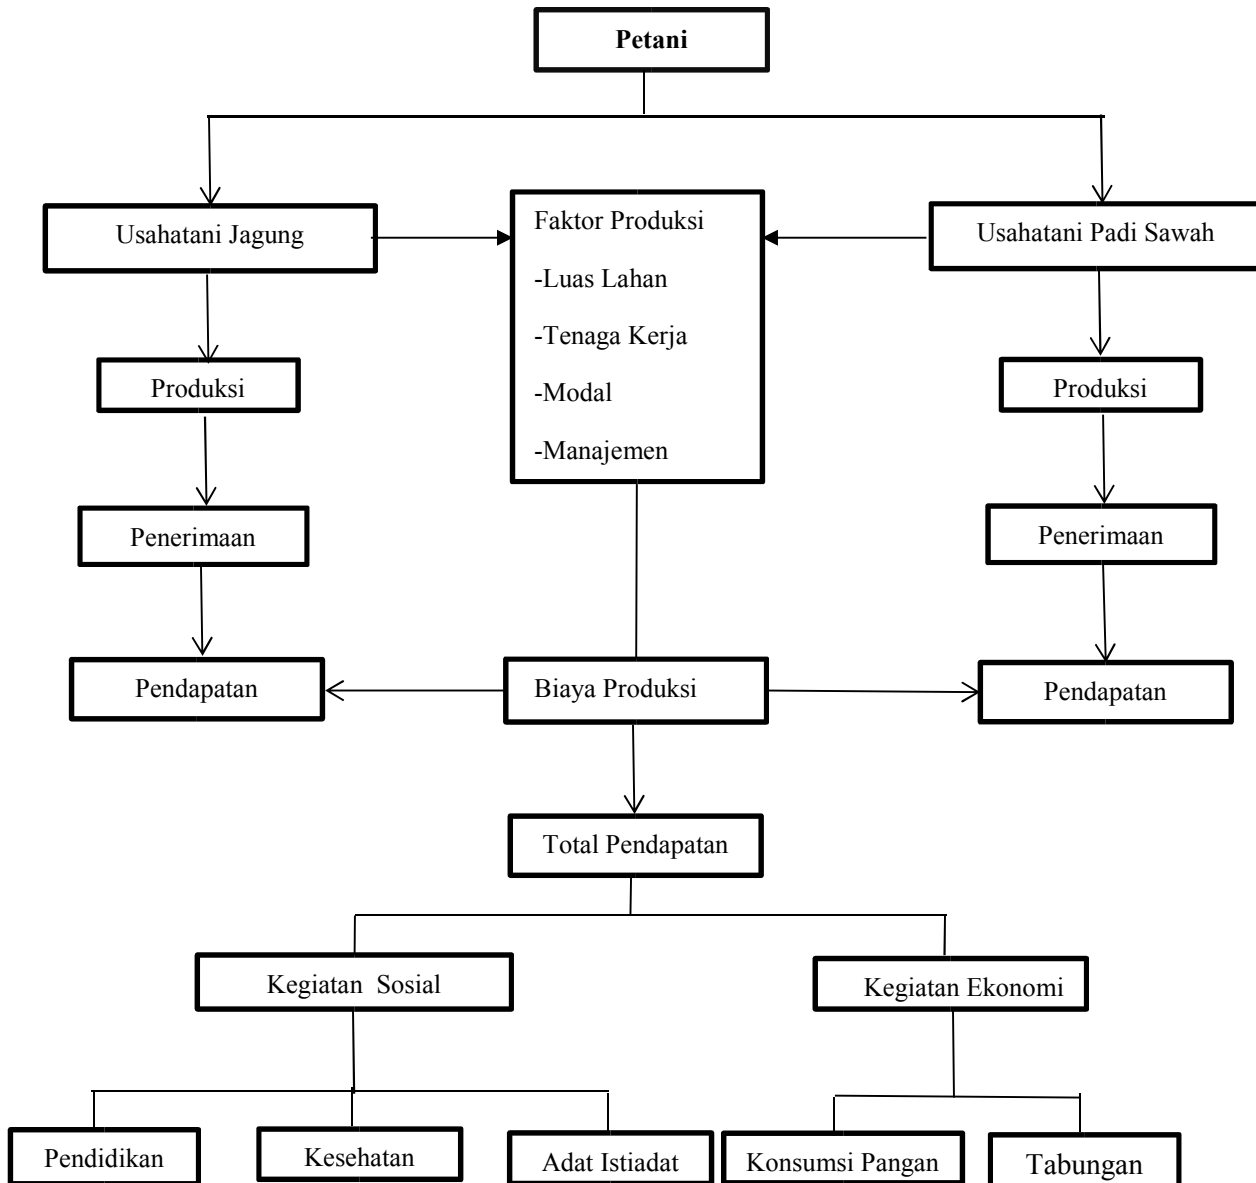 Petani
Usahatani Jagung
Faktor Produksi
-Luas Lahan
-Tenaga Kerja
-Modal
-Manajemen
Usahatani Padi Sawah
Produksi
Produksi
Penerimaan
Penerimaan
Pendapatan
Biaya Produksi
Pendapatan
Total Pendapatan
Kegiatan Sosial
Kegiatan Ekonomi
Pendidikan
Kesehatan
Adat Istiadat
Konsumsi Pangan
Tabungan